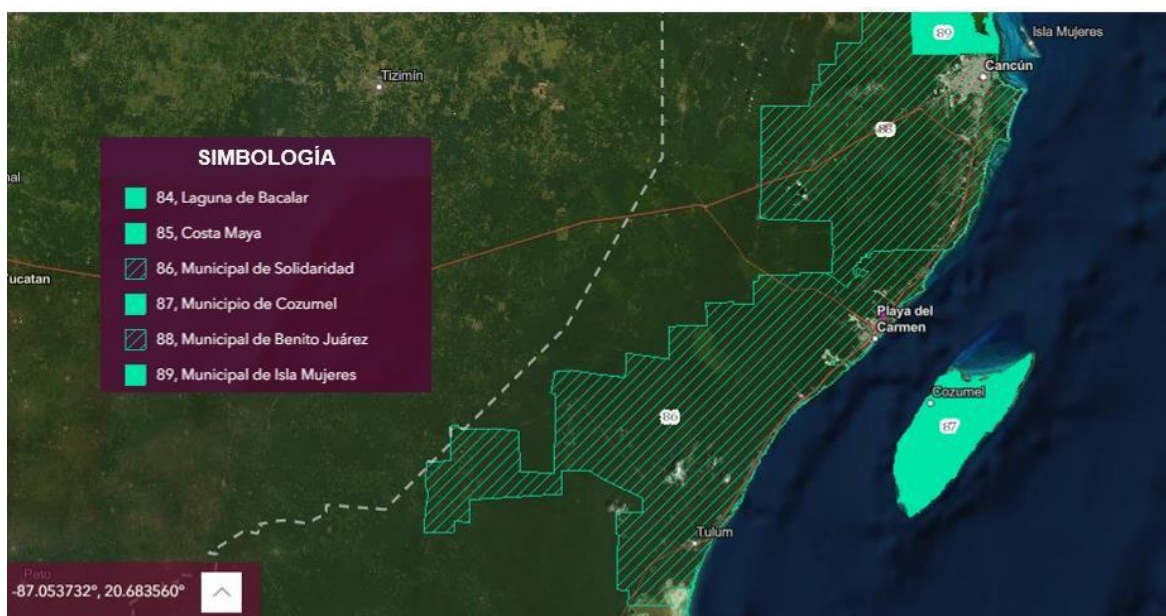 89
Isla Mujeres
Cancún
Tizimín
88
SIMBOLOGÍA
84, Laguna de Bacalar
85, Costa Maya
86, Municipal de Solidaridad
87, Municipio de Cozumel
88, Municipal de Benito Juárez
89, Municipal de Isla Mujeres
Playa del
Carmen
Cozumel
86
87
Tulum
Peto
-87.053732°, 20.683560°